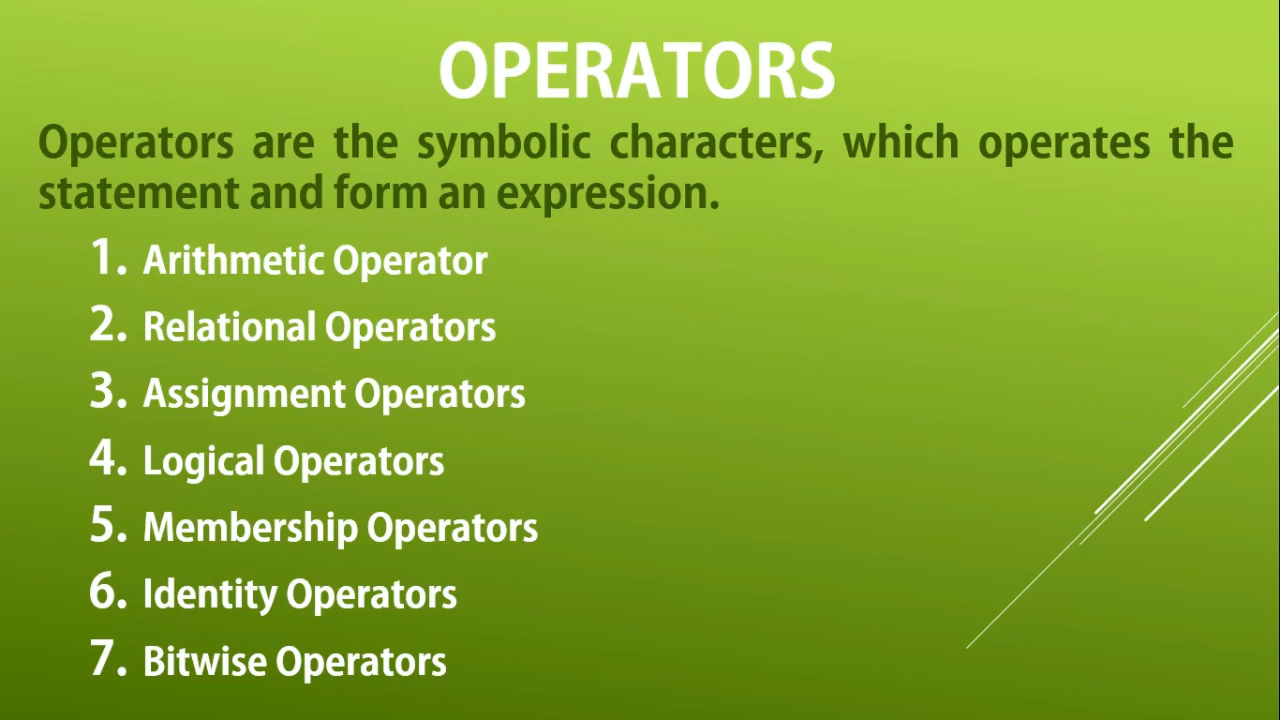 OPERATORS
Operators are the symbolic characters, which operates the
statement and form an expression.
1. Arithmetic Operator
2. Relational Operators
3. Assignment Operators
4. Logical Operators
5. Membership Operators
6. Identity Operators
7. Bitwise Operators